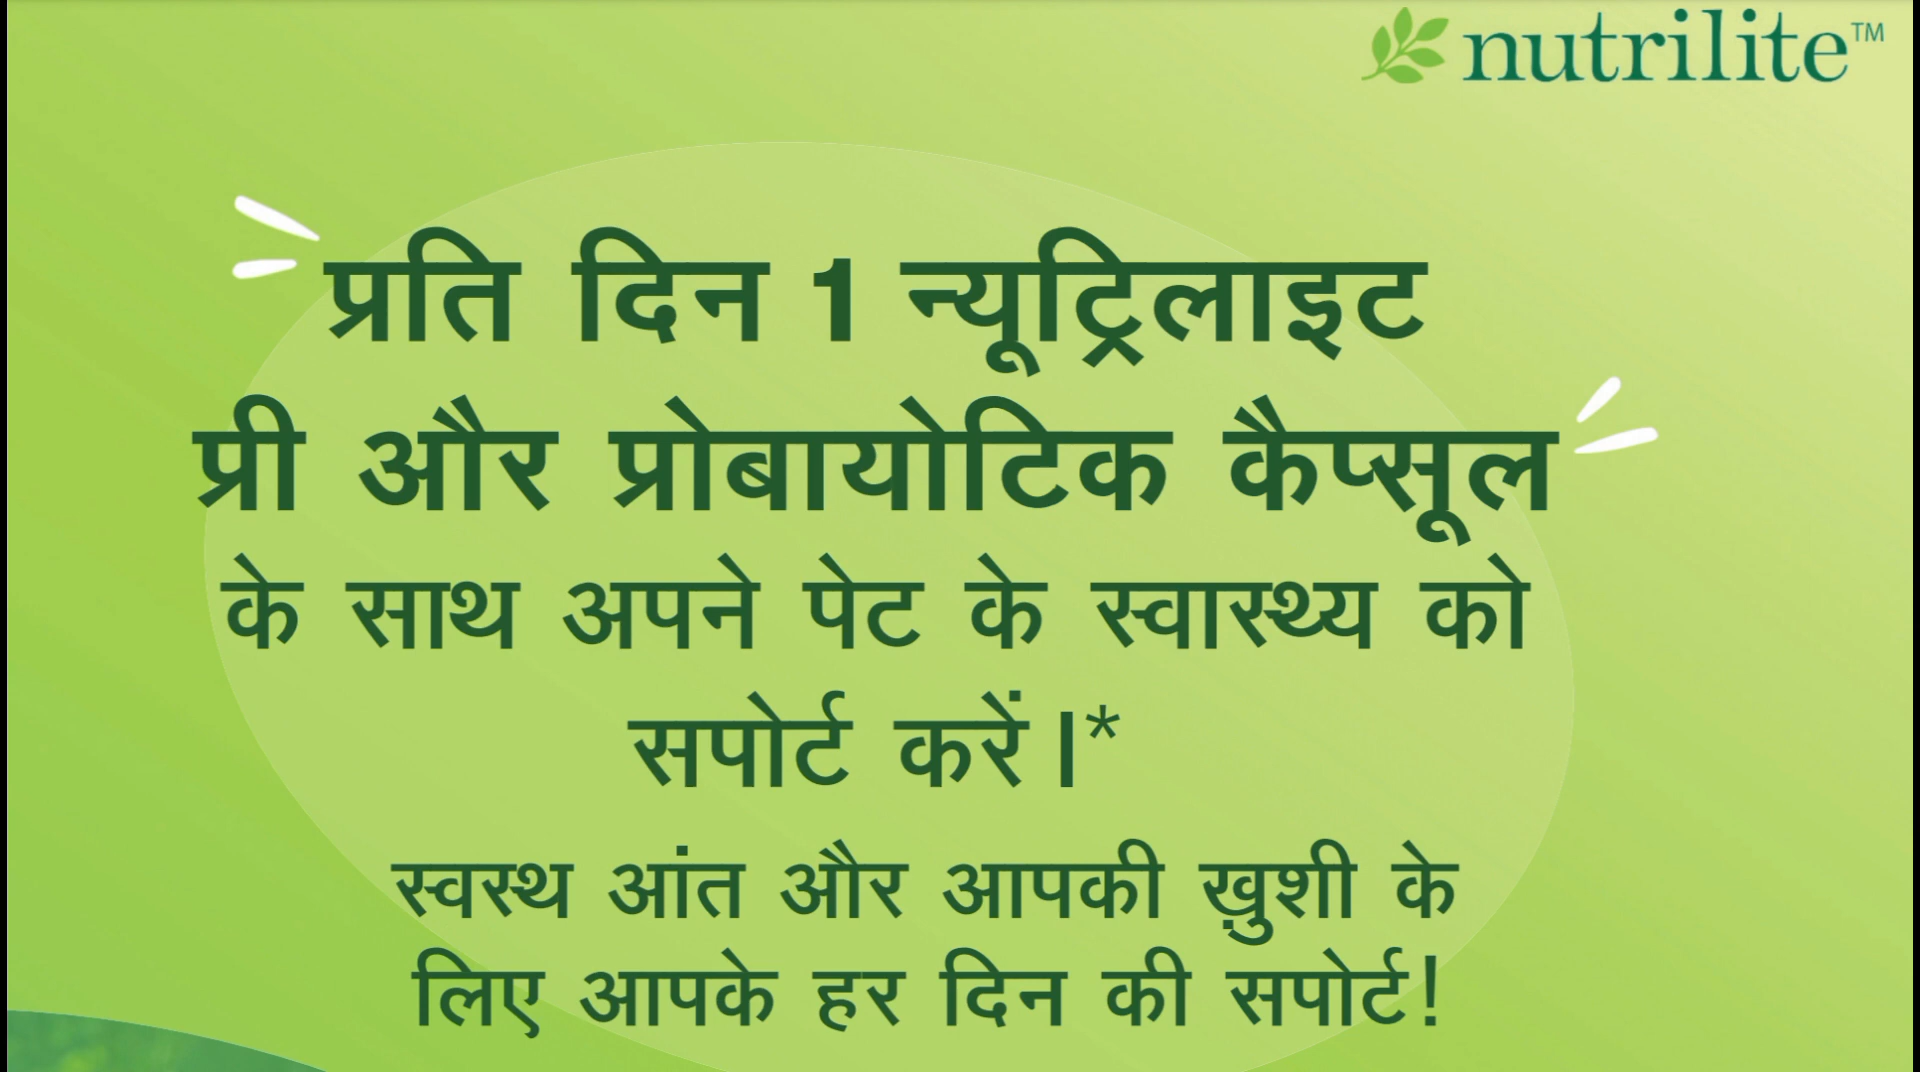 nutrilite™
प्रति दिन 1 न्यूट्रिलाइट
प्री और प्रोबायोटिक कैप्सूल
के साथ अपने पेट के स्वास्थ्य को
सपोर्ट करें।*
स्वस्थ आंत और आपकी ख़ुशी के
लिए आपके हर दिन की सपोर्ट!